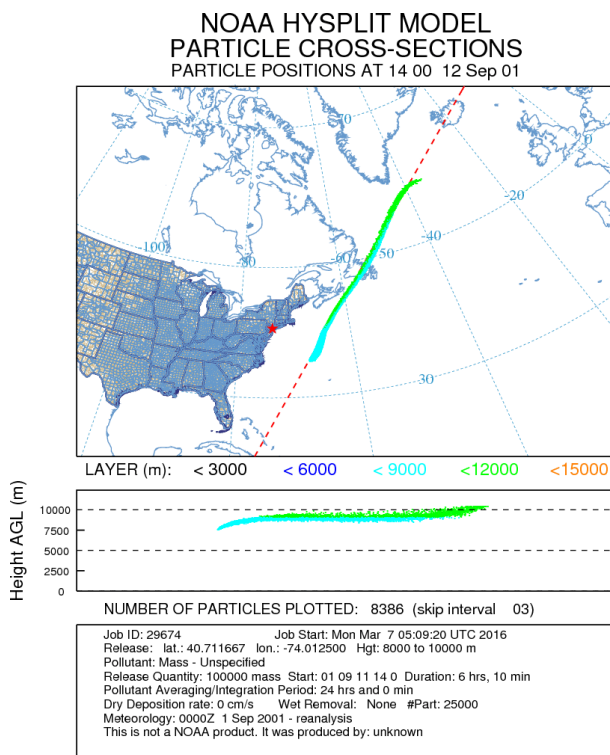 NOAA HYSPLIT MODEL
PARTICLE CROSS-SECTIONS
PARTICLE POSITIONS AT 14 00 12 Sep 01
-70
-20
-100
-80
-60
-50
-40
30
LAYER (m): < 3000 < 6000 < 9000 <12000 <15000
Height AGL (m)
10000
7500
5000
2500
0
NUMBER OF PARTICLES PLOTTED: 8386 (skip interval 03)
Job ID: 29674 Job Start: Mon Mar 7 05:09:20 UTC 2016
Release: lat.: 40.711667 lon.: -74.012500 Hgt: 8000 to 10000 m
Pollutant: Mass - Unspecified
Release Quantity: 100000 mass Start: 01 09 11 14 0 Duration: 6 hrs, 10 min
Pollutant Averaging/Integration Period: 24 hrs and 0 min
Dry Deposition rate: 0 cm/s Wet Removal: None #Part: 25000
Meteorology: 0000Z 1 Sep 2001 - reanalysis
This is not a NOAA product. It was produced by: unknown